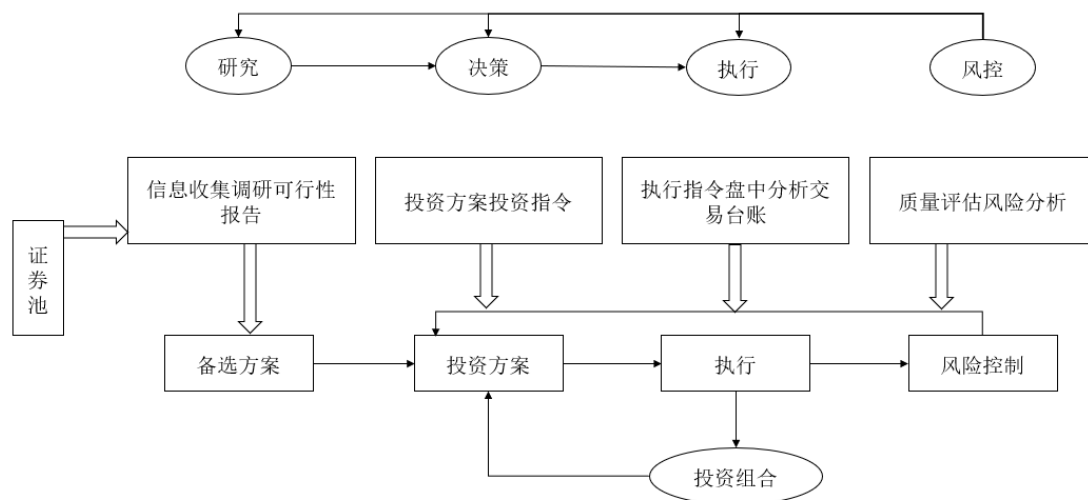 研究
决策
执行
风控
信息收集调研可行性
报告
投资方案投资指令
执行指令盘中分析交
易台账
质量评估风险分析
证
券
池
备选方案
投资方案
执行
风险控制
投资组合